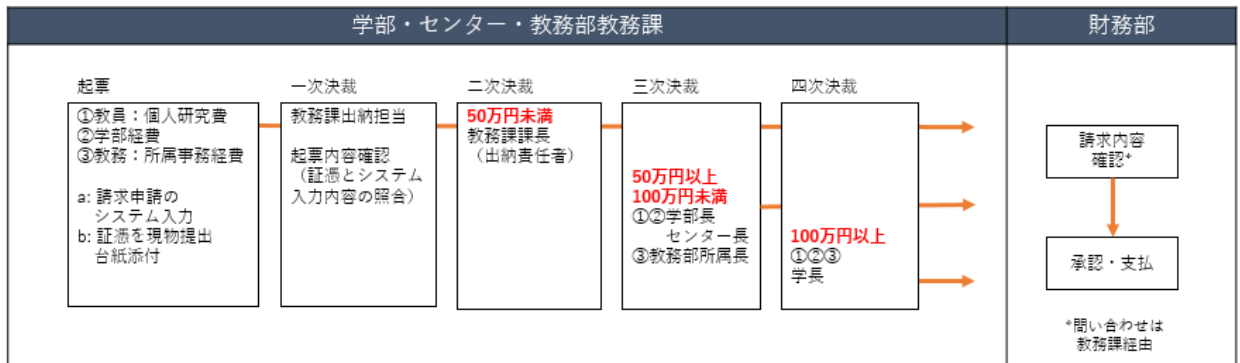 学部・センター・教務部教務課
財務部
起票
①教員：個人研究費
②学部経費
③教務：所属事務経費
a: 請求申請の
システム入力
b: 証憑を現物提出
台紙添付
一次決裁
教務課出納担当
起票内容確認
（証憑とシステム
入力内容の照合）
二次決裁
50万円未満
教務課課長
（出納責任者）
三次決裁
50万円以上
100万円未満
①②学部長
センター長
③教務部所属長
四次決裁
100万円以上
①②③
学長
請求内容
確認*
承認・支払
*問い合わせは
教務課経由